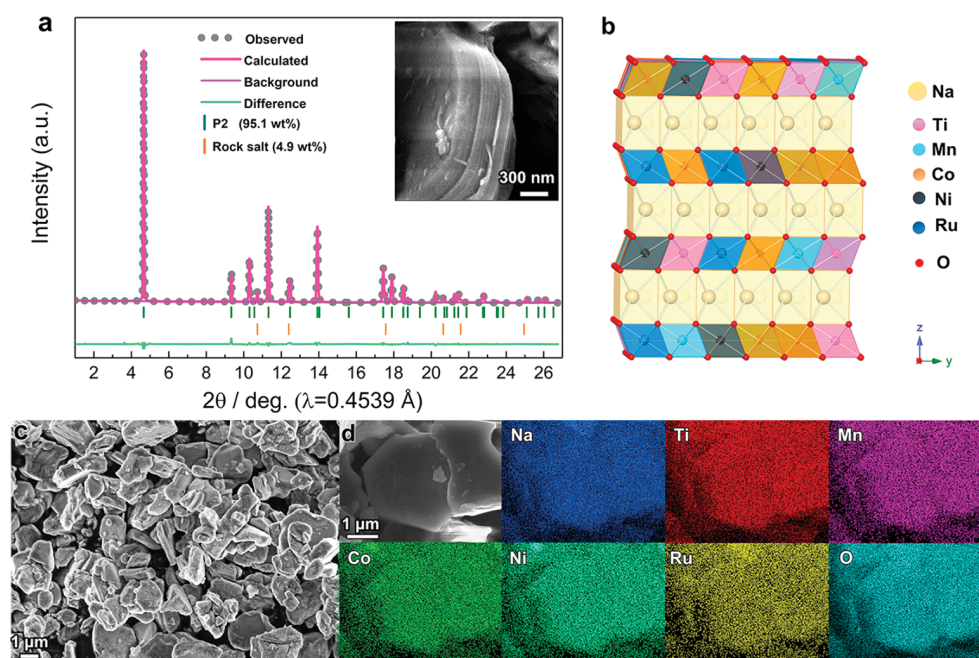 a
Observed
Calculated
Background
Difference
P2 (95.1 wt%)
Rock salt (4.9 wt%)
300 nm
Intensity (a.u.)
2 4 6 8 10 12 14 16 18 20 22 24 26
2θ / deg. (λ=0.4539 Å)
b
Na
Ti
Mn
Co
Ni
Ru
O
z
y
c
1 μm
d
1 μm
Na
Ti
Mn
Co
Ni
Ru
O